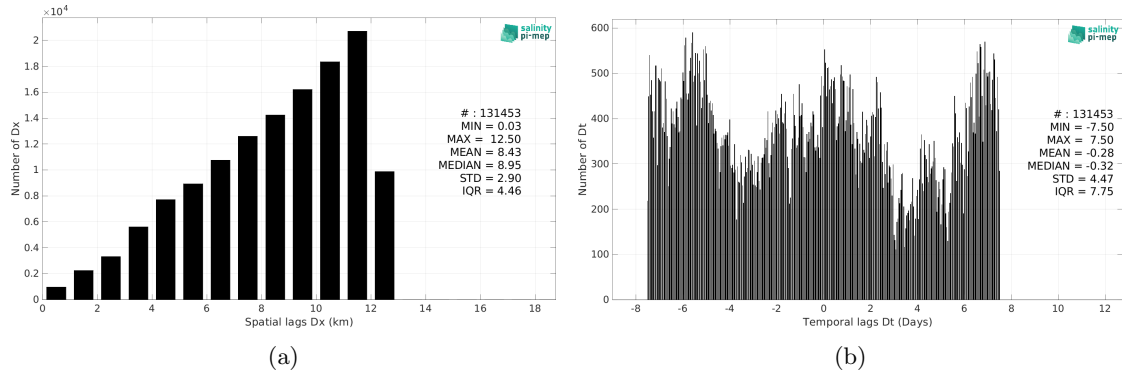 ×10⁴
2
1.8
1.6
1.4
1.2
1
0.8
0.6
0.4
0.2
0
Number of Dx
0 2 4 6 8 10 12 14 16 18
Spatial lags Dx (km)
salinity
pi-mep
# : 131453
MIN = 0.03
MAX = 12.50
MEAN = 8.43
MEDIAN = 8.95
STD = 2.90
IQR = 4.46
(a)
600
500
400
300
200
100
0
Number of Dt
-8 -6 -4 -2 0 2 4 6 8 10 12
Temporal lags Dt (Days)
salinity
pi-mep
# : 131453
MIN = -7.50
MAX = 7.50
MEAN = -0.28
MEDIAN = -0.32
STD = 4.47
IQR = 7.75
(b)